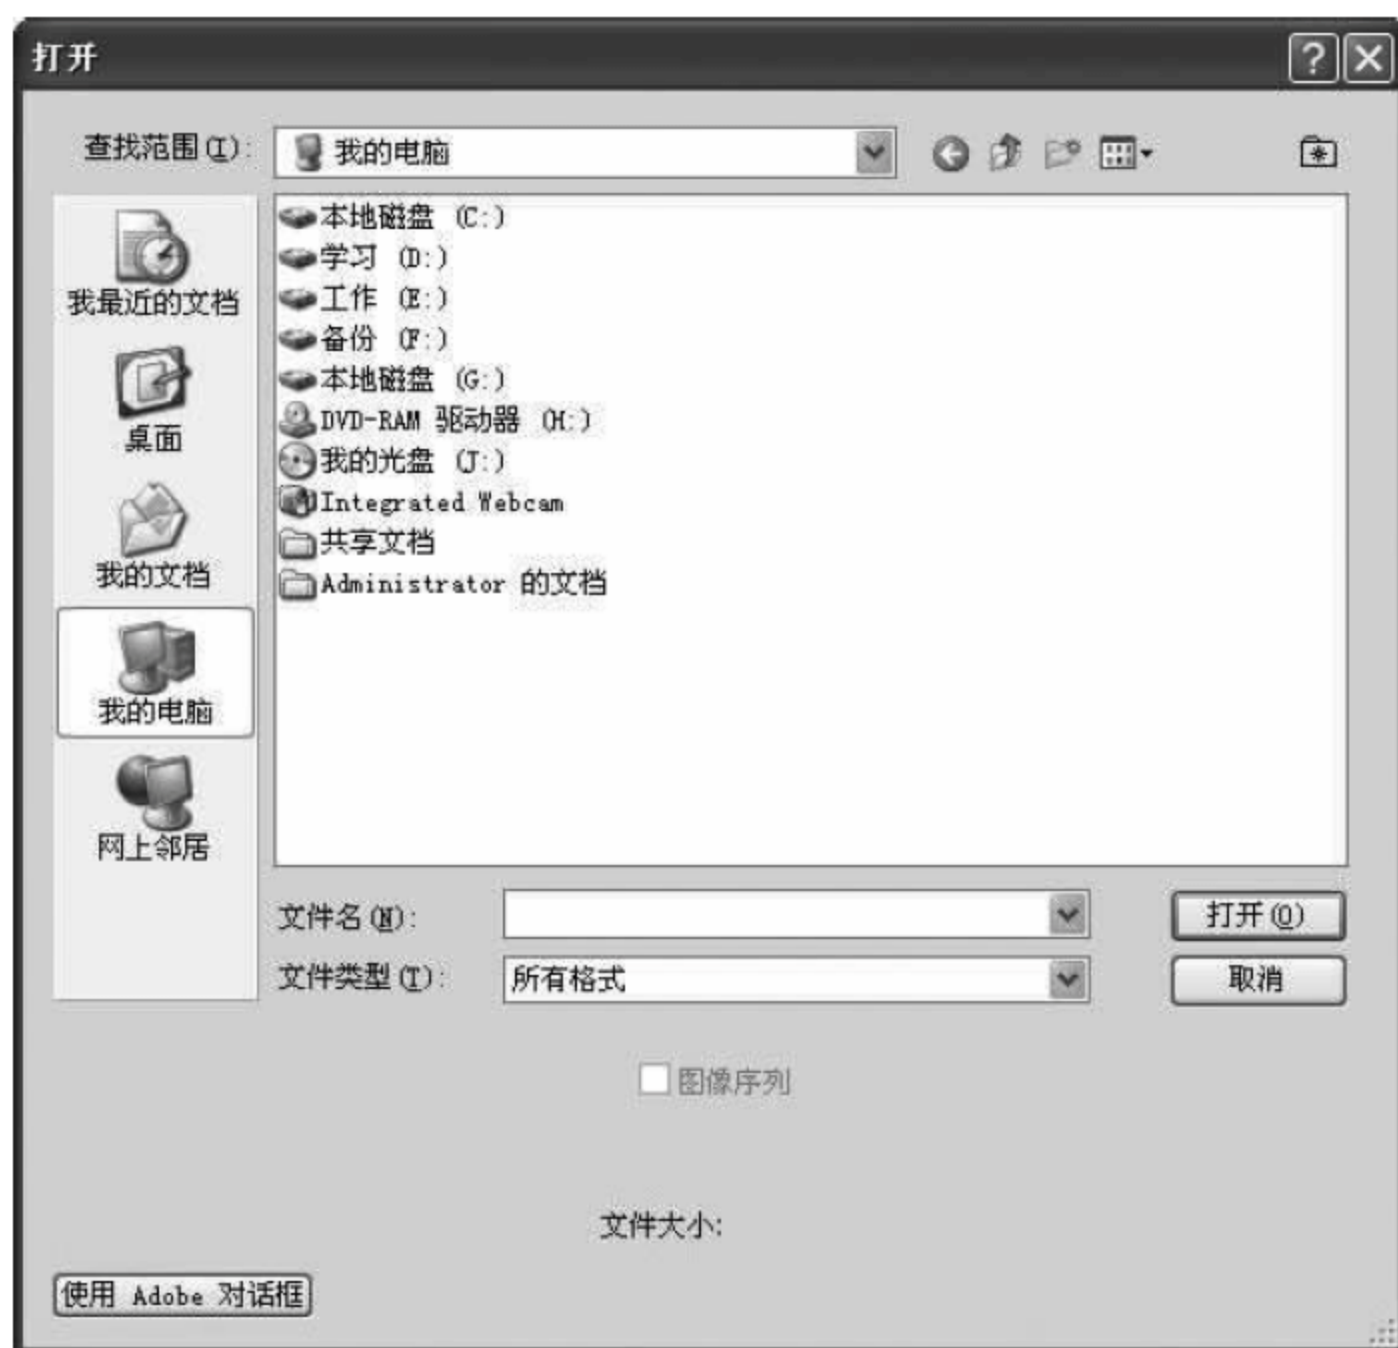 打开
查找范围(I):
我的电脑
我最近的文档
桌面
我的文档
我的电脑
网上邻居
本地磁盘 (C:)
学习 (D:)
工作 (E:)
备份 (F:)
本地磁盘 (G:)
DVD-RAM 驱动器 (H:)
我的光盘 (J:)
Integrated Webcam
共享文档
Administrator 的文档
文件名(N):
打开(O)
文件类型(T):
所有格式
取消
图像序列
文件大小:
使用 Adobe 对话框